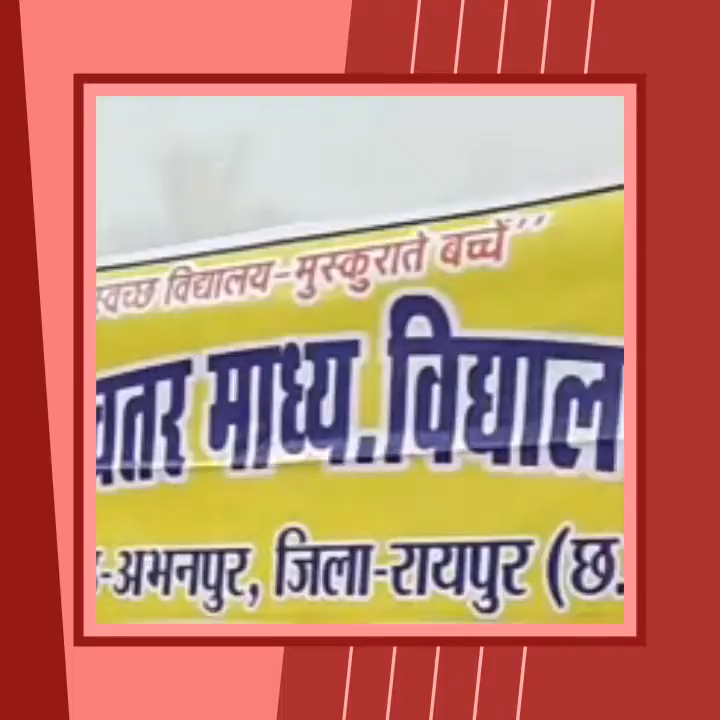 स्वच्छ विद्यालय-मुस्कुराते बच्चें’’
माध्य.
-अभनपुर, जिला-रायपुर (छ.